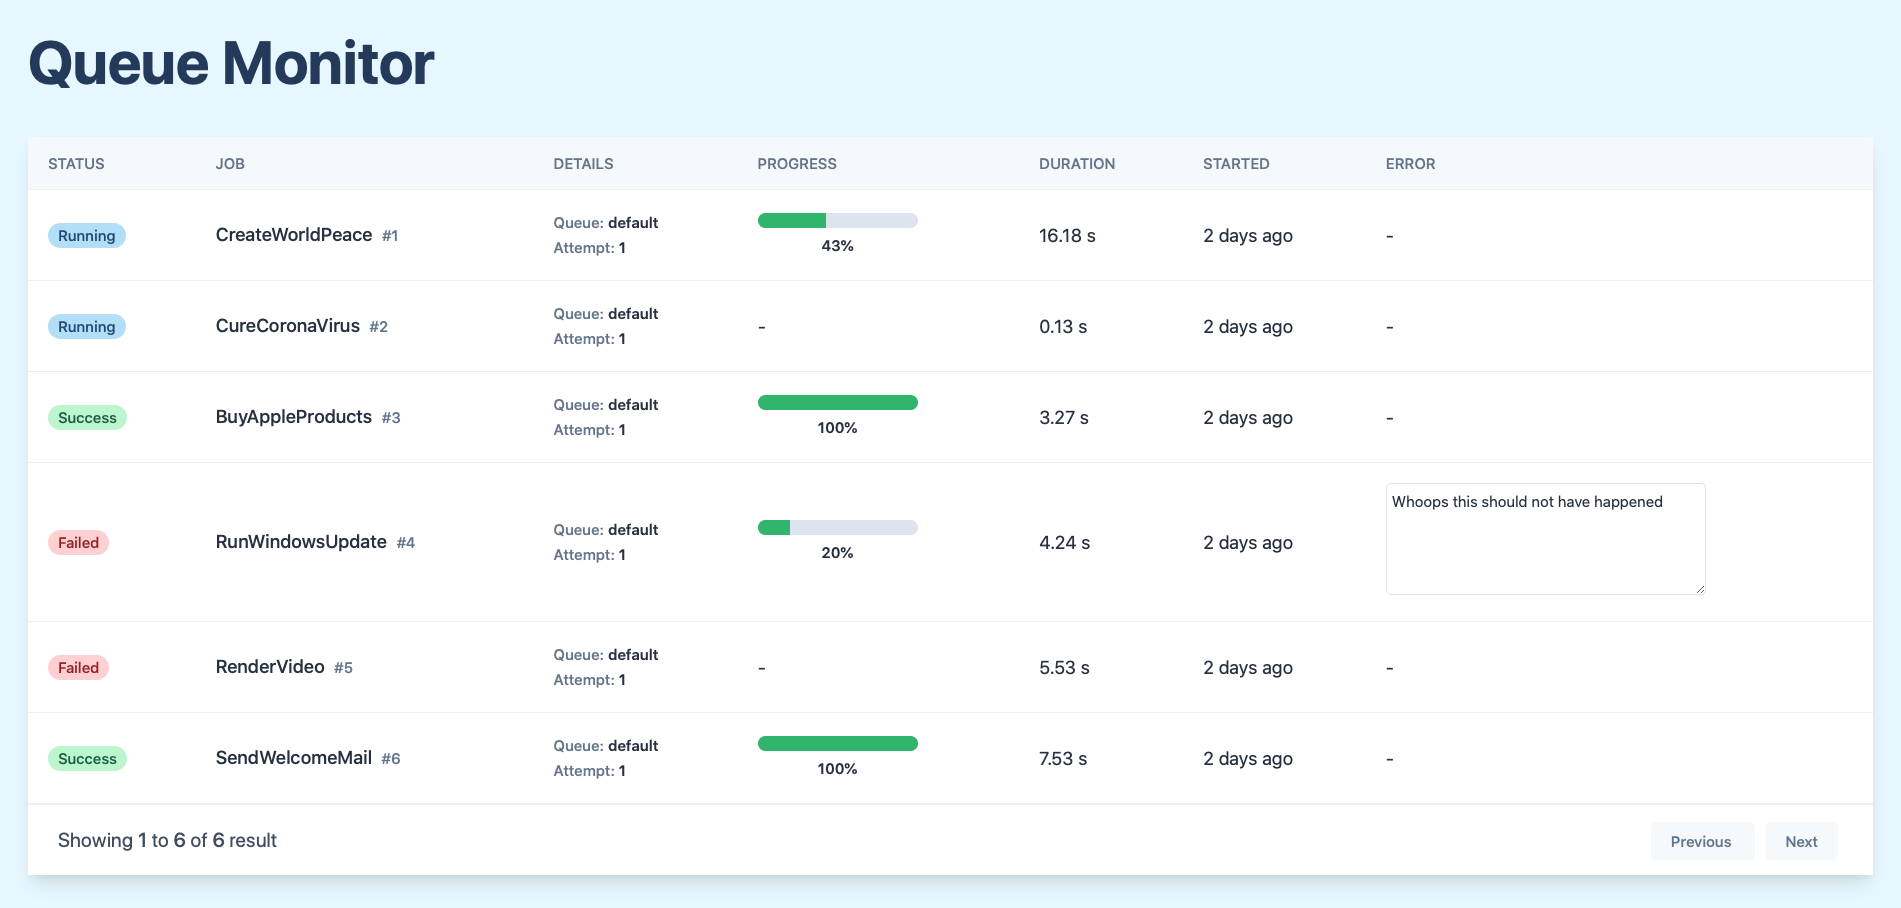 Queue Monitor
STATUS JOB DETAILS PROGRESS DURATION STARTED ERROR
Running CreateWorldPeace #1 Queue: default 16.18 s 2 days ago -
Attempt: 1 43%
Running CureCoronaVirus #2 Queue: default - 0.13 s 2 days ago -
Attempt: 1
Success BuyAppleProducts #3 Queue: default 3.27 s 2 days ago -
Attempt: 1 100%
Whoops this should not have happened
Failed RunWindowsUpdate #4 Queue: default 4.24 s 2 days ago
Attempt: 1 20%
Failed RenderVideo #5 Queue: default - 5.53 s 2 days ago -
Attempt: 1
Success SendWelcomeMail #6 Queue: default 7.53 s 2 days ago -
Attempt: 1 100%
Showing 1 to 6 of 6 result Previous Next